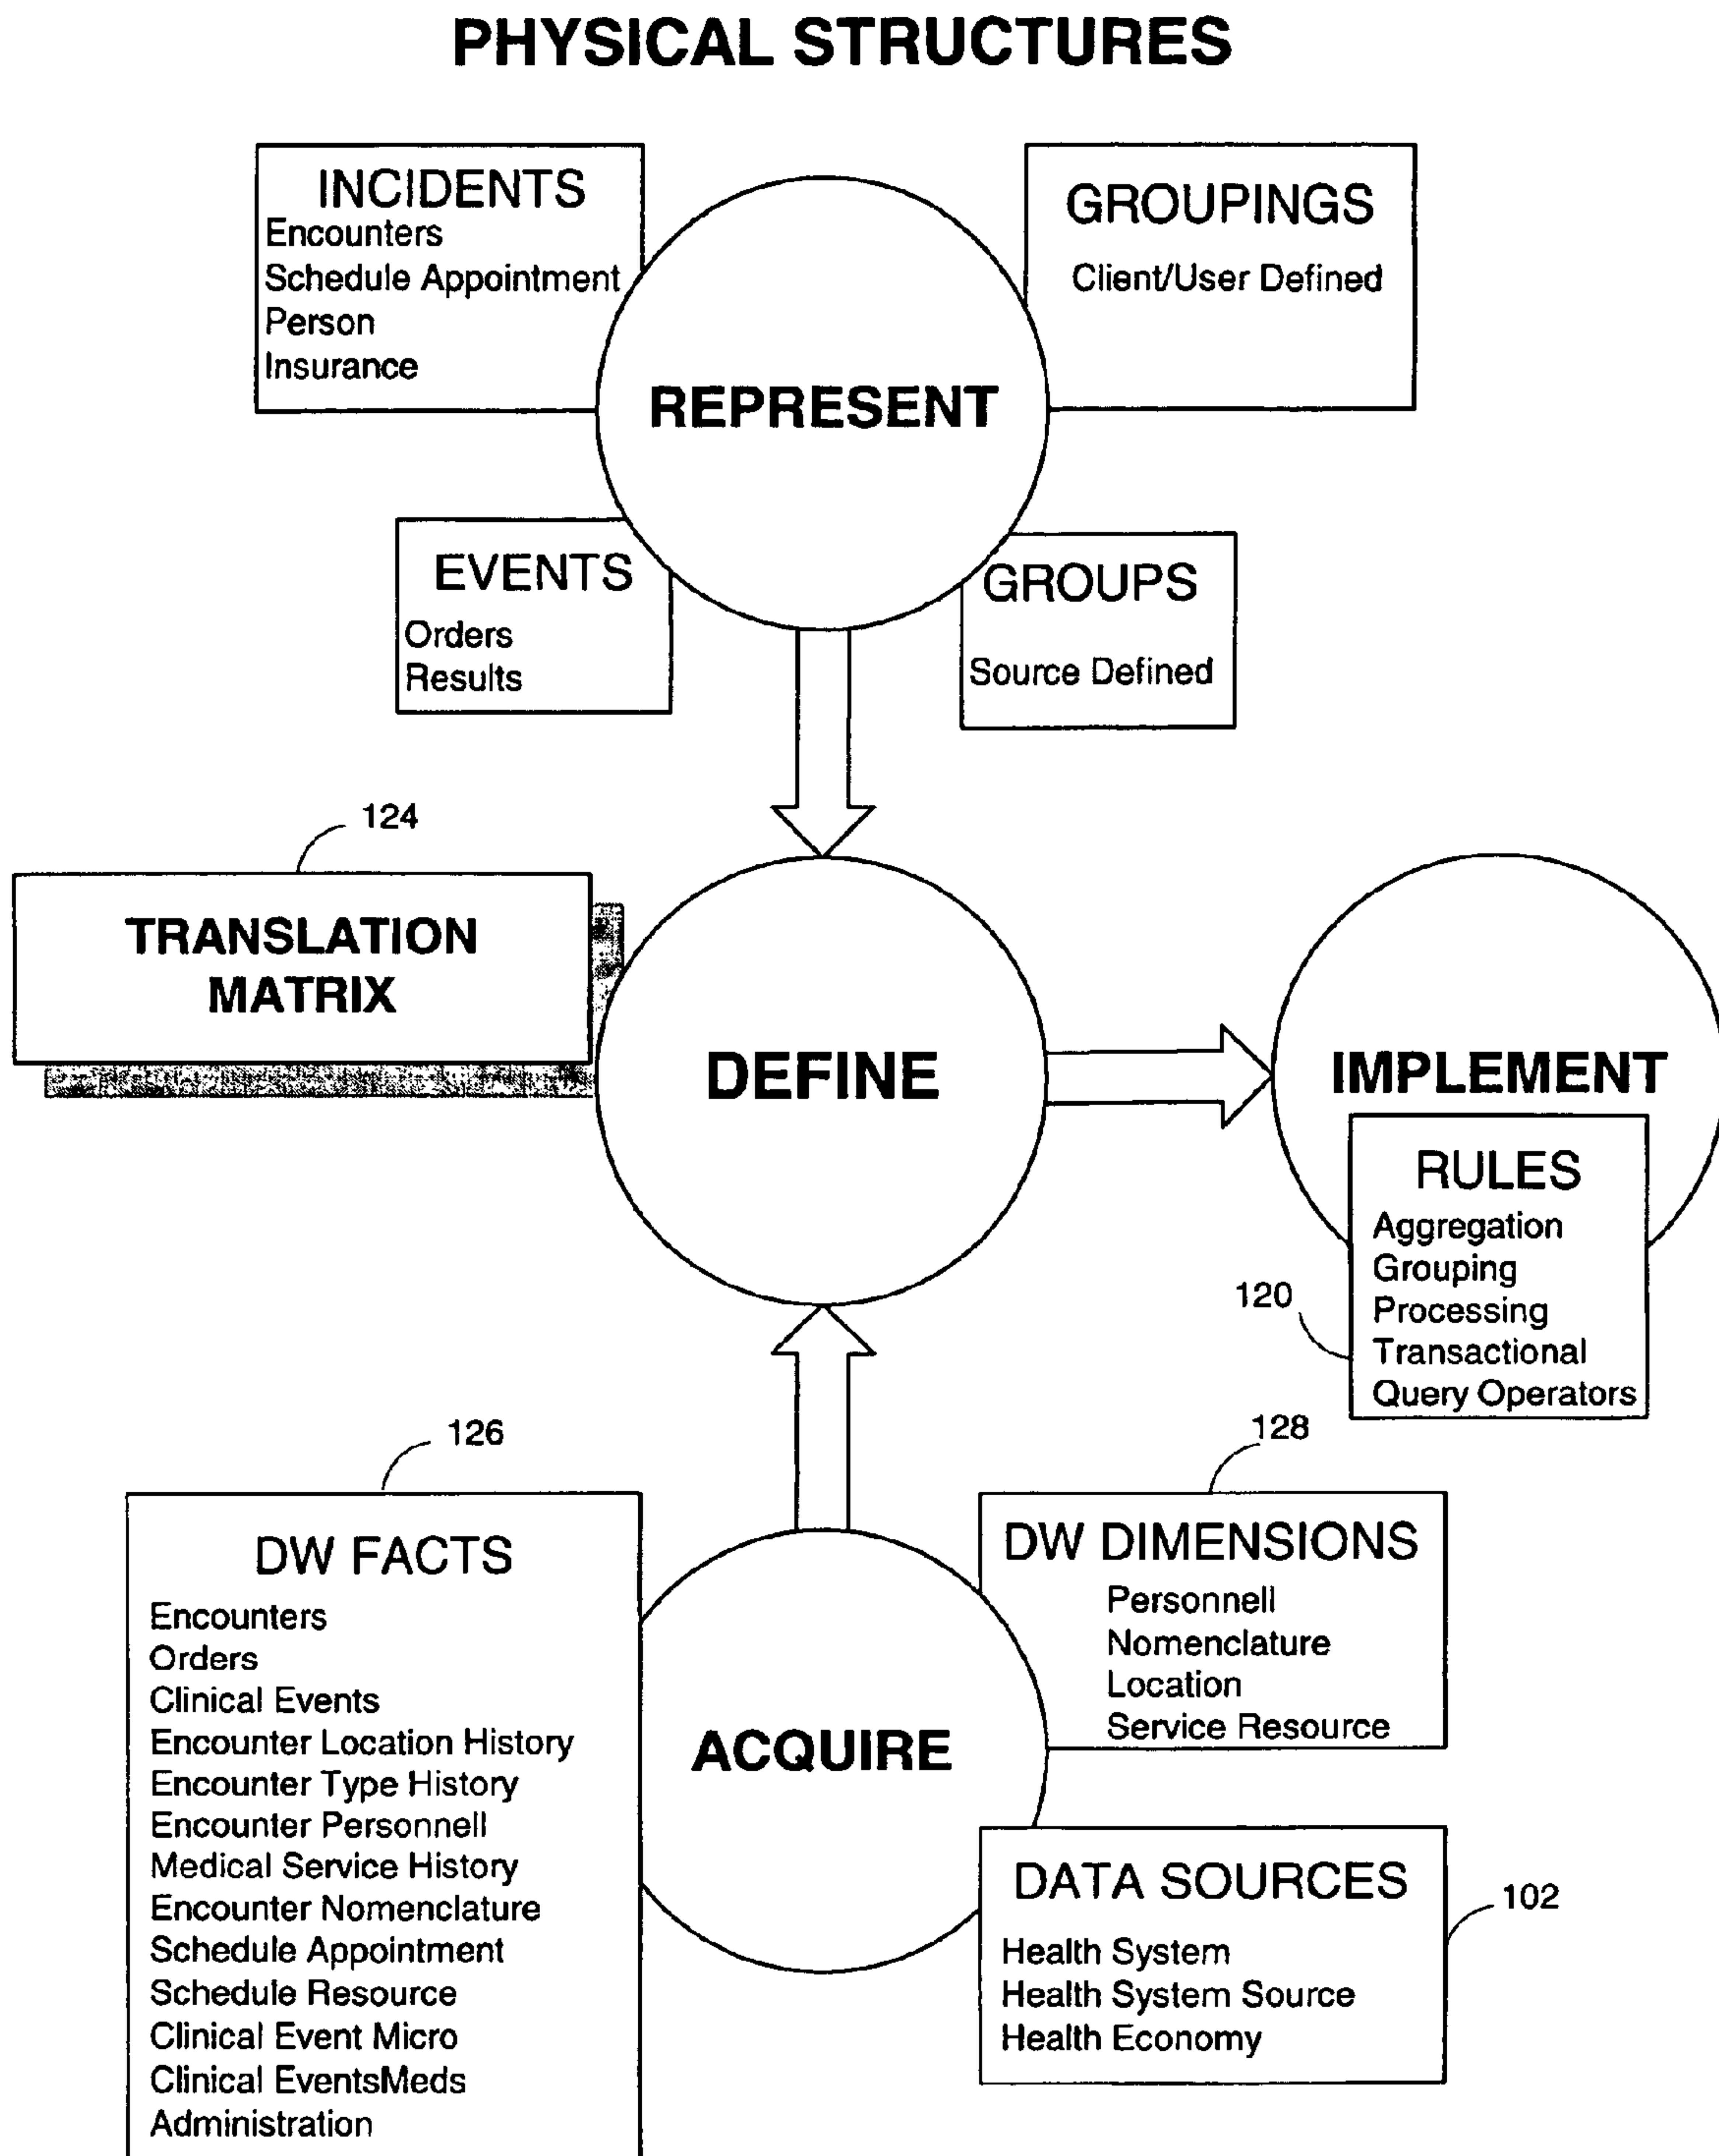 PHYSICAL STRUCTURES
INCIDENTS
Encounters
Schedule Appointment
Person
Insurance
GROUPINGS
Client/User Defined
REPRESENT
EVENTS
Orders
Results
GROUPS
Source Defined
124
TRANSLATION
MATRIX
DEFINE
IMPLEMENT
RULES
Aggregation
Grouping
Processing
Transactional
Query Operators
120
126
DW FACTS
Encounters
Orders
Clinical Events
Encounter Location History
Encounter Type History
Encounter Personnell
Medical Service History
Encounter Nomenclature
Schedule Appointment
Schedule Resource
Clinical Event Micro
Clinical EventsMeds
Administration
ACQUIRE
128
DW DIMENSIONS
Personnell
Nomenclature
Location
Service Resource
DATA SOURCES
Health System
Health System Source
Health Economy
102